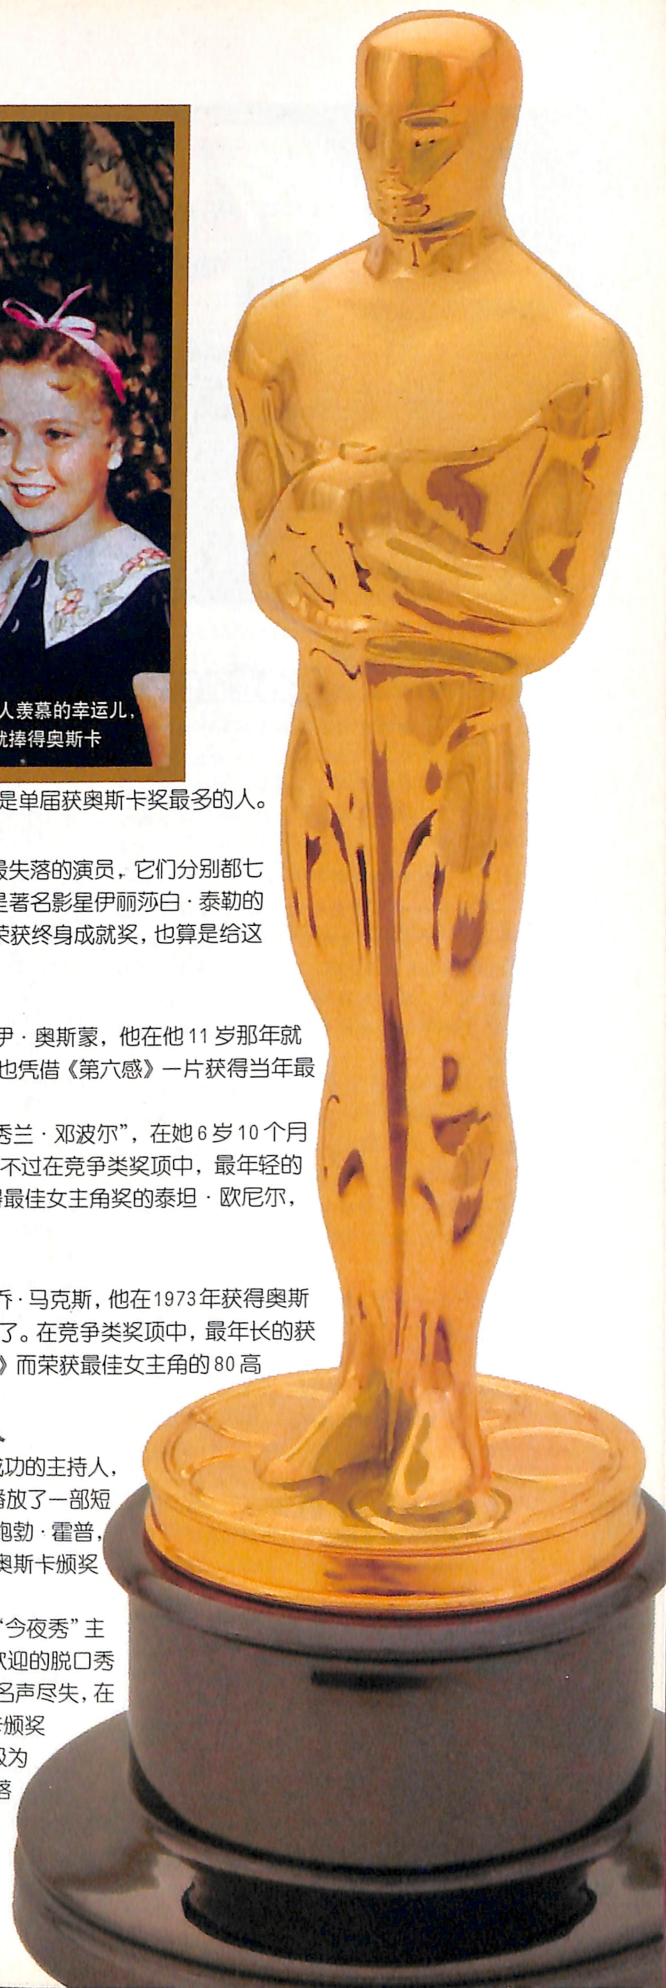 人羡慕的幸运儿，
就捧得奥斯卡
是单届获奥斯卡奖最多的人。
最失落的演员，它们分别都七
是著名影星伊丽莎白·泰勒的
荣获终身成就奖，也算是给这
伊·奥斯蒙，他在他11岁那年就
也凭借《第六感》一片获得当年最
秀兰·邓波尔”，在她6岁10个月
不过在竞争类奖项中，最年轻的
得最佳女主角奖的泰坦·欧尼尔，
乔·马克斯，他在1973年获得奥斯
了。在竞争类奖项中，最年长的获
》而荣获最佳女主角的80高
成功的主持人，
播放了一部短
鲍勃·霍普，
奥斯卡颁奖
“今夜秀”主
欢迎的脱口秀
名声尽失，在
卡颁奖
极为
落